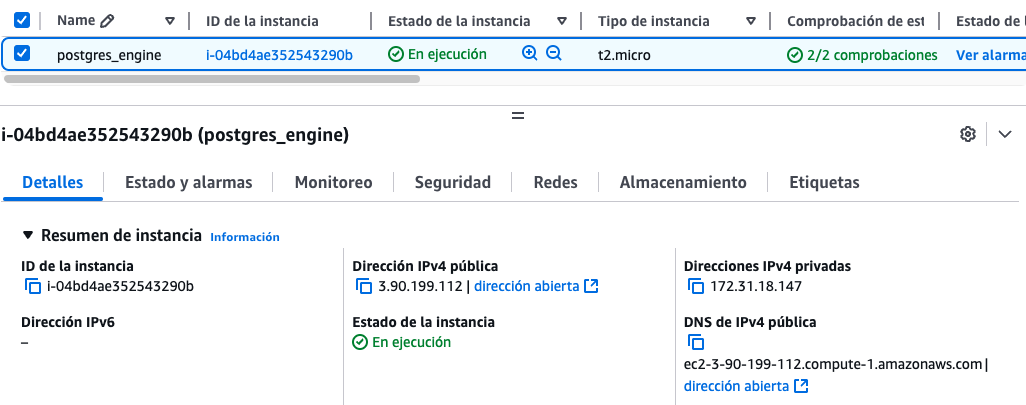 Name ID de la instancia Estado de la instancia Tipo de instancia Comprobación de est Estado de l
postgres_engine i-04bd4ae352543290b En ejecución t2.micro 2/2 comprobaciones Ver alarma
i-04bd4ae352543290b (postgres_engine)
Detalles Estado y alarmas Monitoreo Seguridad Redes Almacenamiento Etiquetas
Resumen de instancia Información
ID de la instancia Dirección IPv4 pública Direcciones IPv4 privadas
i-04bd4ae352543290b 3.90.199.112 | dirección abierta 172.31.18.147
Dirección IPv6 Estado de la instancia DNS de IPv4 pública
– En ejecución
ec2-3-90-199-112.compute-1.amazonaws.com |
dirección abierta